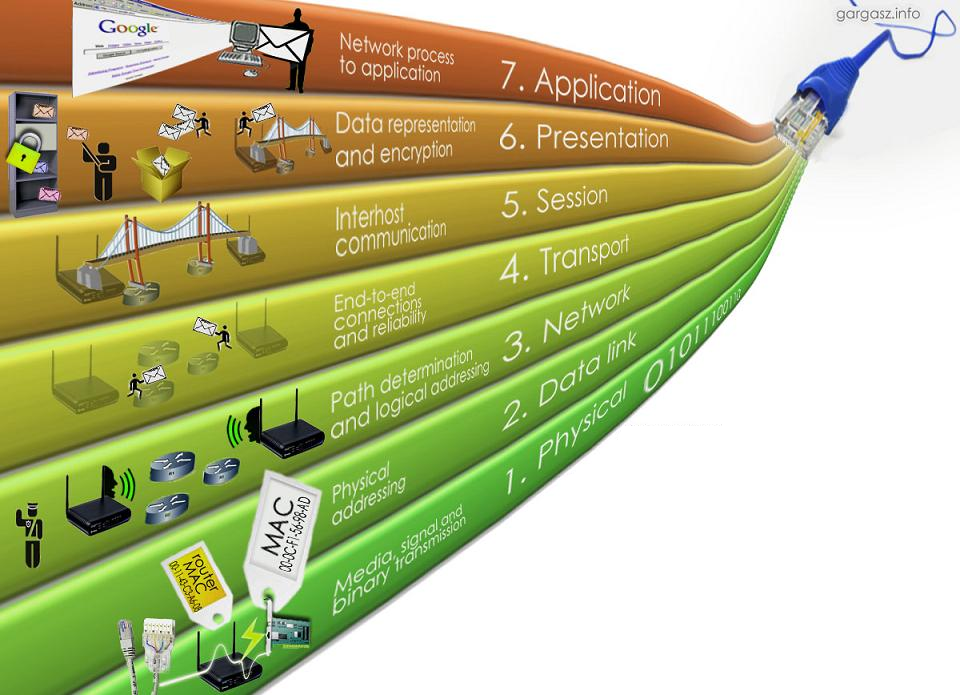 gargasz.info
Google
Network process
to application
7. Application
Data representation
and encryption
6. Presentation
Interhost
communication
5. Session
End-to-end
connections
and reliability
4. Transport
Path determination
and logical addressing
3. Network
Physical
addressing
2. Data link
Media, signal and
binary transmission
1. Physical 01011100110
MAC
router
MAC